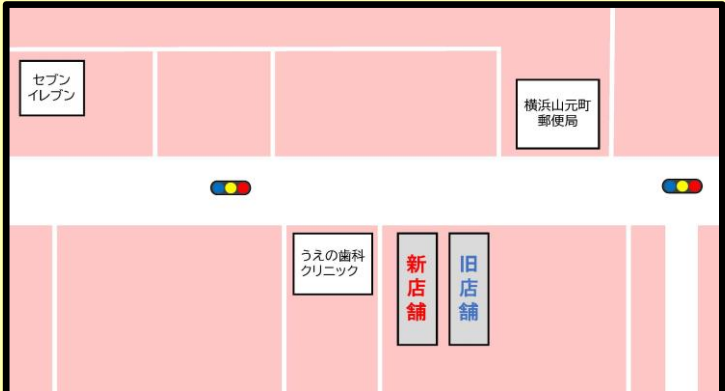 セブン
イレブン
横浜山元町
郵便局
うえの歯科
クリニック
新店舗
旧店舗